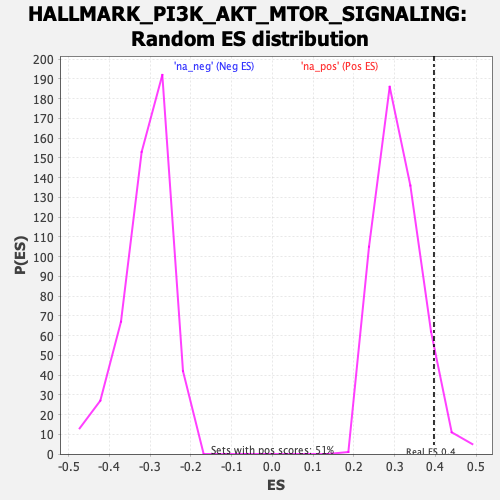 HALLMARK_PI3K_AKT_MTOR_SIGNALING:
Random ES distribution
'na_neg' (Neg ES)
'na_pos' (Pos ES)
P(ES)
200
190
180
170
160
150
140
130
120
110
100
90
80
70
60
50
40
30
20
10
0
Sets with pos scores: 51%
Real ES 0.4
-0.5 -0.4 -0.3 -0.2 -0.1 0.0 0.1 0.2 0.3 0.4 0.5
ES